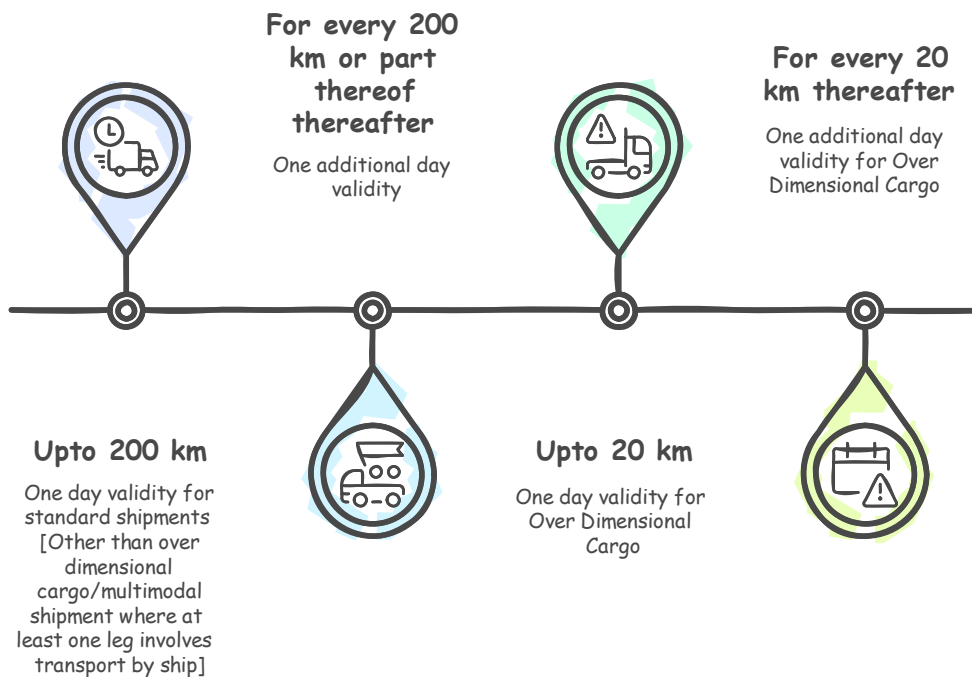 Upto 200 km
One day validity for
standard shipments
[Other than over
dimensional
cargo/multimodal
shipment where at
least one leg involves
transport by ship]
For every 200
km or part
thereof
thereafter
One additional day
validity
Upto 20 km
One day validity for
Over Dimensional
Cargo
For every 20
km thereafter
One additional day
validity for Over
Dimensional Cargo